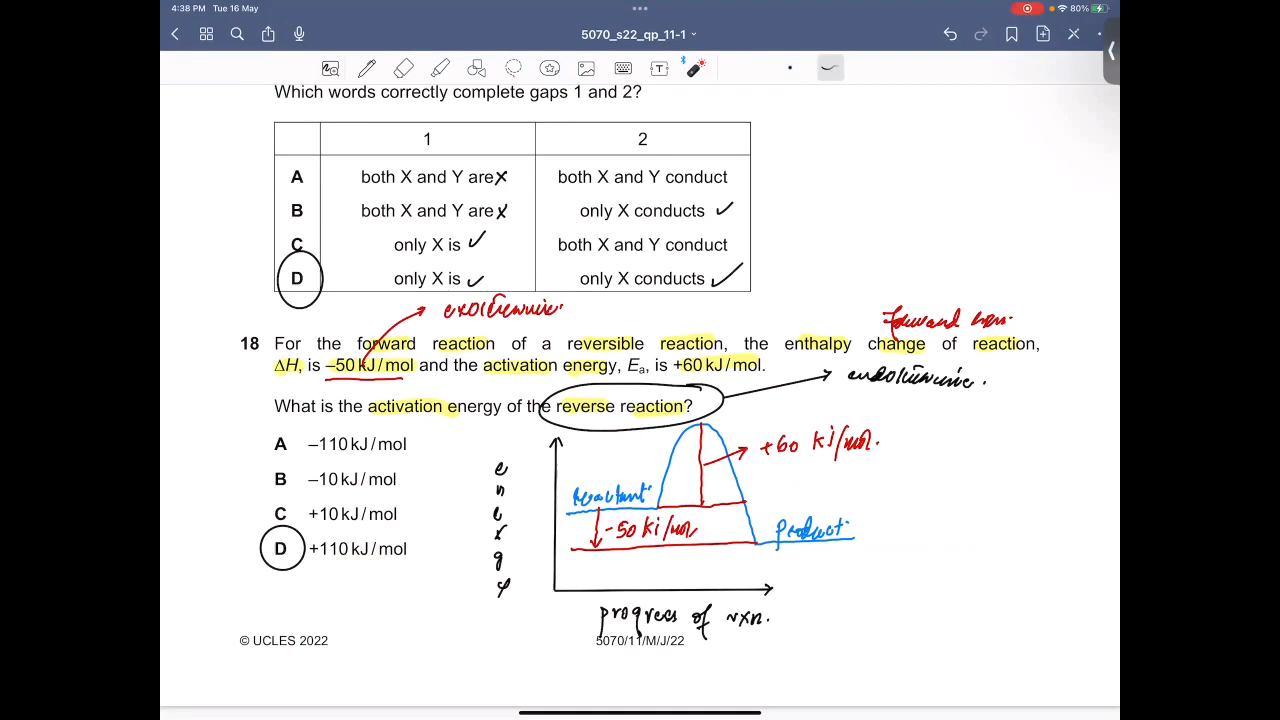 4:38 PM Tue 16 May
80%
5070_s22_qp_11-1
Which words correctly complete gaps 1 and 2?
1 2
A both X and Y are x both X and Y conduct
B both X and Y are x only X conducts ✓
C only X is ✓ both X and Y conduct
D only X is ✓ only X conducts ✓
exothermic.
forward rxn.
18 For the forward reaction of a reversible reaction, the enthalpy change of reaction,
ΔH, is –50 kJ/mol and the activation energy, Ea, is +60 kJ/mol.
endothermic.
What is the activation energy of the reverse reaction?
A –110 kJ/mol
B –10 kJ/mol
C +10 kJ/mol
D +110 kJ/mol
energy
+60 kJ/mol.
reactant
-50 kJ/mol
product
progress of rxn.
© UCLES 2022 5070/11/M/J/22